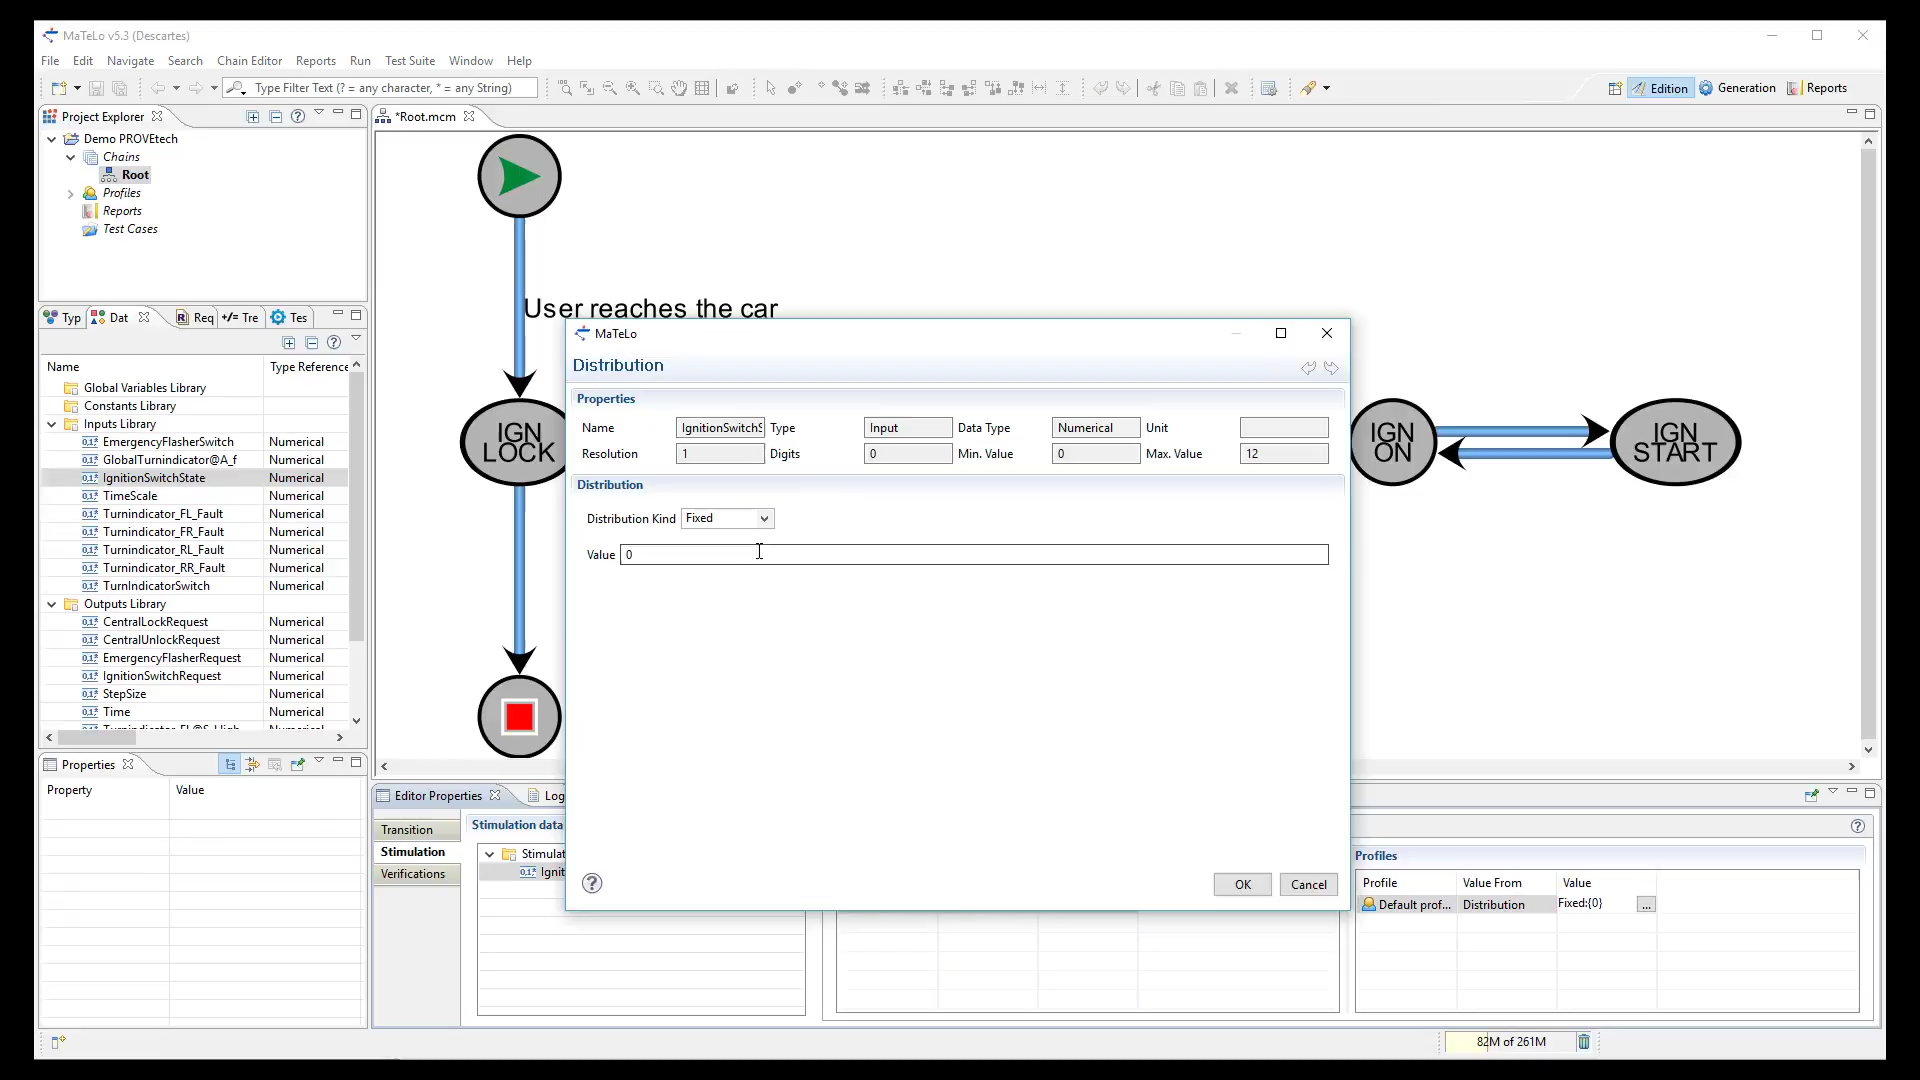 MaTeLo v5.3 (Descartes)
File Edit Navigate Search Chain Editor Reports Run Test Suite Window Help
Type Filter Text (? = any character, * = any String)
Edition Generation Reports
Project Explorer
Demo PROVEtech
Chains
Root
Profiles
Reports
Test Cases
*Root.mcm
User reaches the car
IGN
LOCK
IGN
ON
IGN
START
Typ Dat Req +/= Tre Tes
Name Type Reference
Global Variables Library
Constants Library
Inputs Library
EmergencyFlasherSwitch Numerical
GlobalTurnindicator@A_f Numerical
IgnitionSwitchState Numerical
TimeScale Numerical
Turnindicator_FL_Fault Numerical
Turnindicator_FR_Fault Numerical
Turnindicator_RL_Fault Numerical
Turnindicator_RR_Fault Numerical
TurnIndicatorSwitch Numerical
Outputs Library
CentralLockRequest Numerical
CentralUnlockRequest Numerical
EmergencyFlasherRequest Numerical
IgnitionSwitchRequest Numerical
StepSize Numerical
Time Numerical
MaTeLo
Distribution
Properties
Name IgnitionSwitchS Type Input Data Type Numerical Unit
Resolution 1 Digits 0 Min. Value 0 Max. Value 12
Distribution
Distribution Kind Fixed
Value 0
? OK Cancel
Properties
Property Value
Editor Properties Log
Transition
Stimulation
Verifications
Stimulation data
Stimulat
Ignit
Profiles
Profile Value From Value
Default prof... Distribution Fixed:{0} ...
82M of 261M